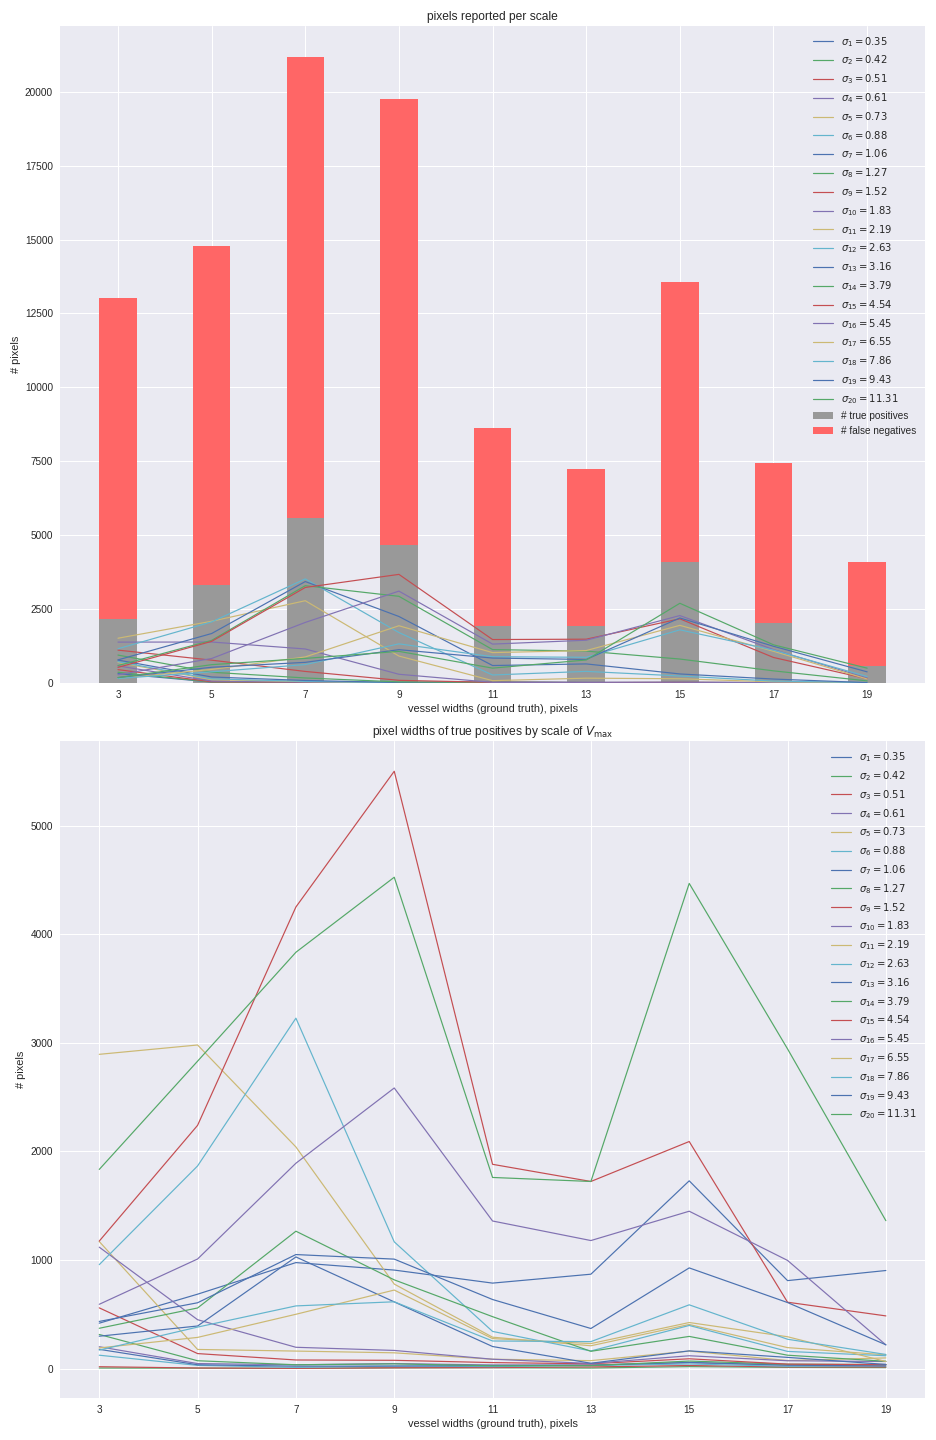 pixels reported per scale
# pixels
20000
17500
15000
12500
10000
7500
5000
2500
0
3 5 7 9 11 13 15 17 19
vessel widths (ground truth), pixels
σ₁ = 0.35
σ₂ = 0.42
σ₃ = 0.51
σ₄ = 0.61
σ₅ = 0.73
σ₆ = 0.88
σ₇ = 1.06
σ₈ = 1.27
σ₉ = 1.52
σ₁₀ = 1.83
σ₁₁ = 2.19
σ₁₂ = 2.63
σ₁₃ = 3.16
σ₁₄ = 3.79
σ₁₅ = 4.54
σ₁₆ = 5.45
σ₁₇ = 6.55
σ₁₈ = 7.86
σ₁₉ = 9.43
σ₂₀ = 11.31
# true positives
# false negatives
pixel widths of true positives by scale of Vmax
# pixels
5000
4000
3000
2000
1000
0
3 5 7 9 11 13 15 17 19
vessel widths (ground truth), pixels
σ₁ = 0.35
σ₂ = 0.42
σ₃ = 0.51
σ₄ = 0.61
σ₅ = 0.73
σ₆ = 0.88
σ₇ = 1.06
σ₈ = 1.27
σ₉ = 1.52
σ₁₀ = 1.83
σ₁₁ = 2.19
σ₁₂ = 2.63
σ₁₃ = 3.16
σ₁₄ = 3.79
σ₁₅ = 4.54
σ₁₆ = 5.45
σ₁₇ = 6.55
σ₁₈ = 7.86
σ₁₉ = 9.43
σ₂₀ = 11.31